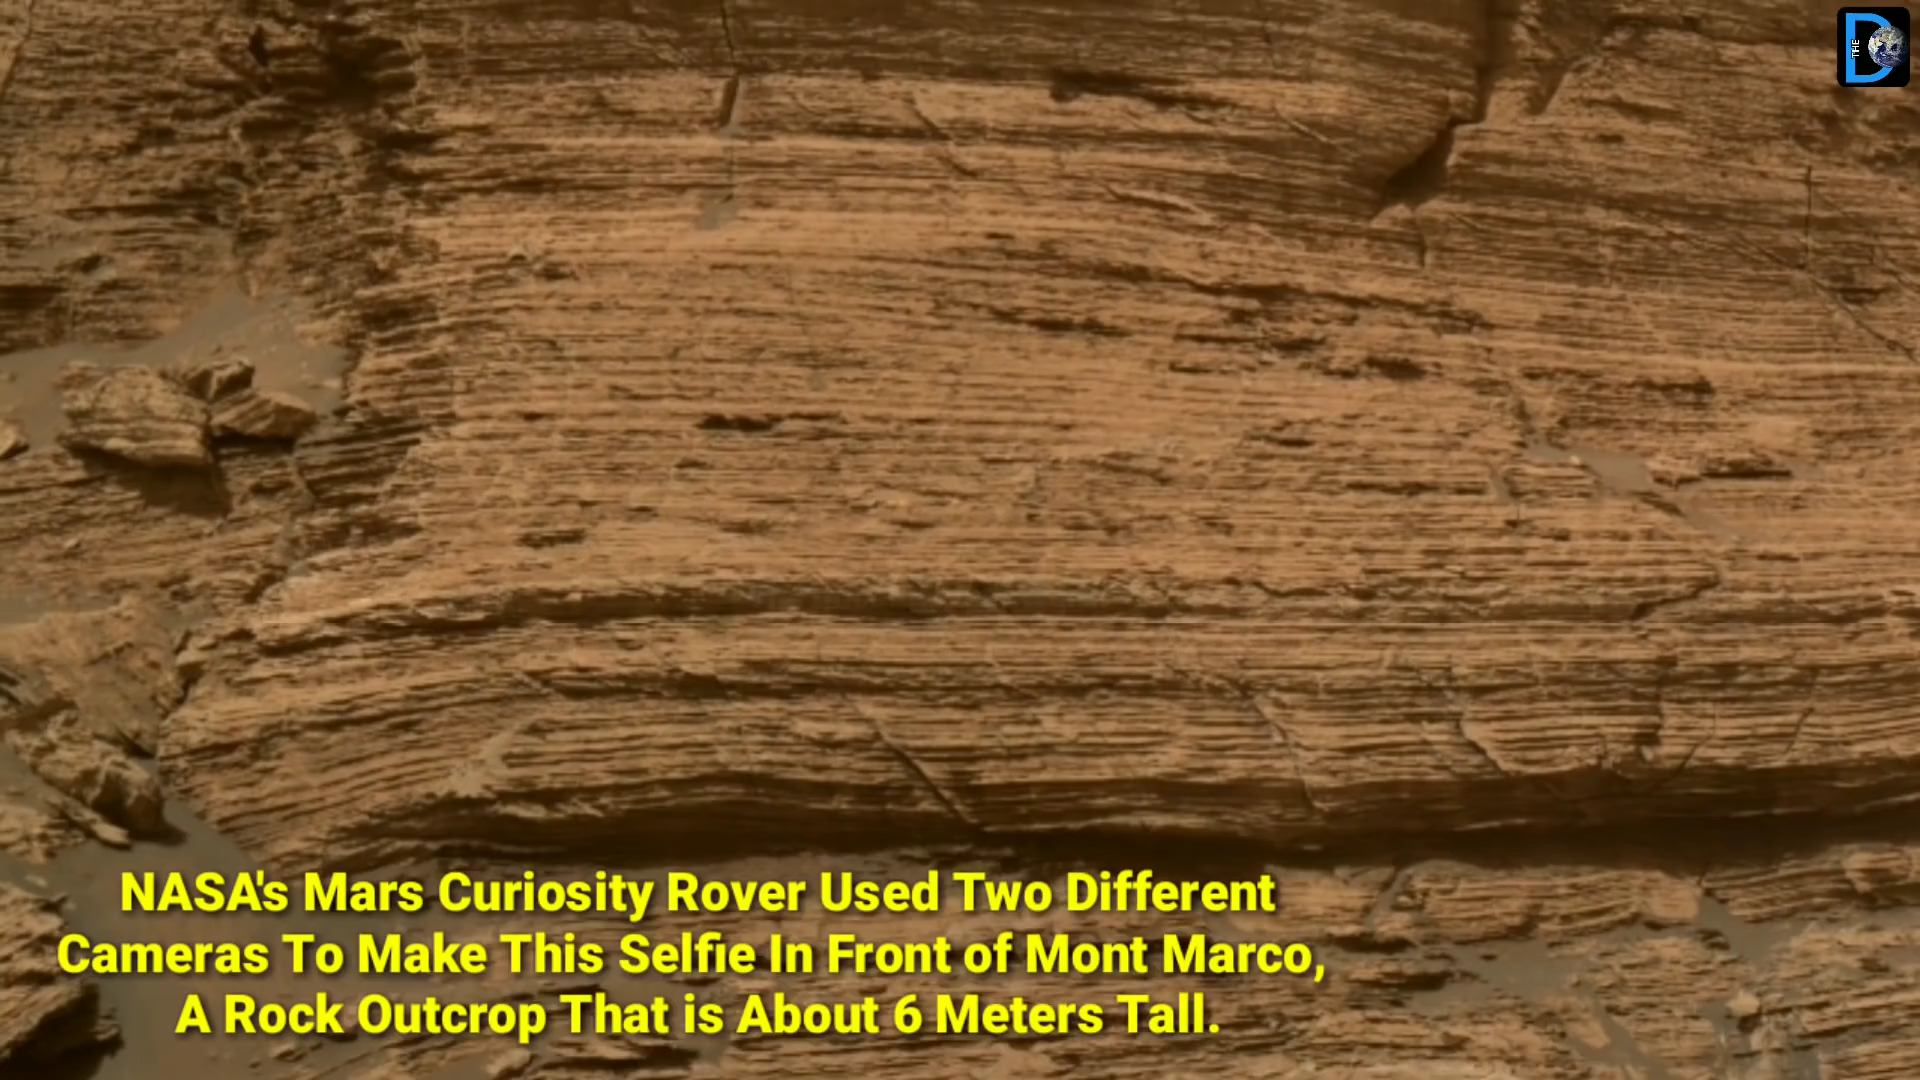 THE D
NASA's Mars Curiosity Rover Used Two Different
Cameras To Make This Selfie In Front of Mont Marco,
A Rock Outcrop That is About 6 Meters Tall.